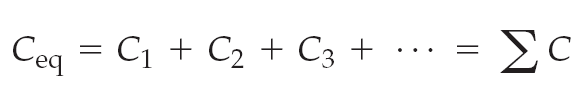 C_eq = C_1 + C_2 + C_3 + ⋯ = ∑ C